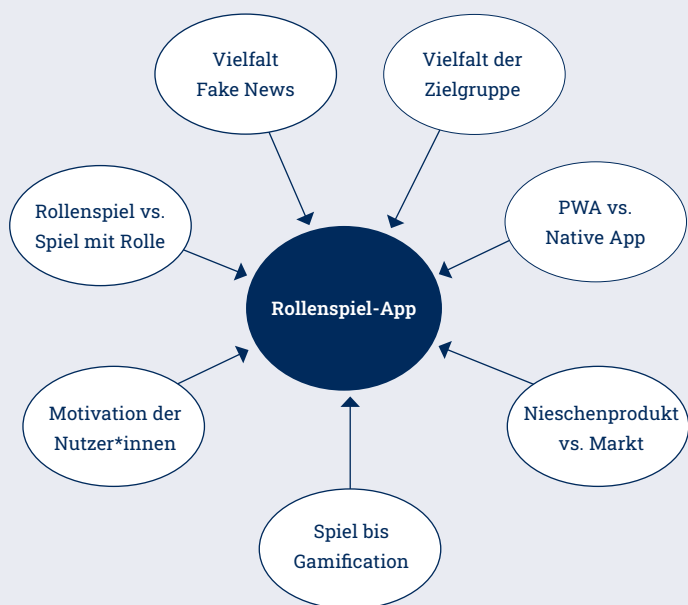 Vielfalt
Fake News
Vielfalt der
Zielgruppe
Rollenspiel vs.
Spiel mit Rolle
PWA vs.
Native App
Rollenspiel-App
Motivation der
Nutzer*innen
Nieschenprodukt
vs. Markt
Spiel bis
Gamification